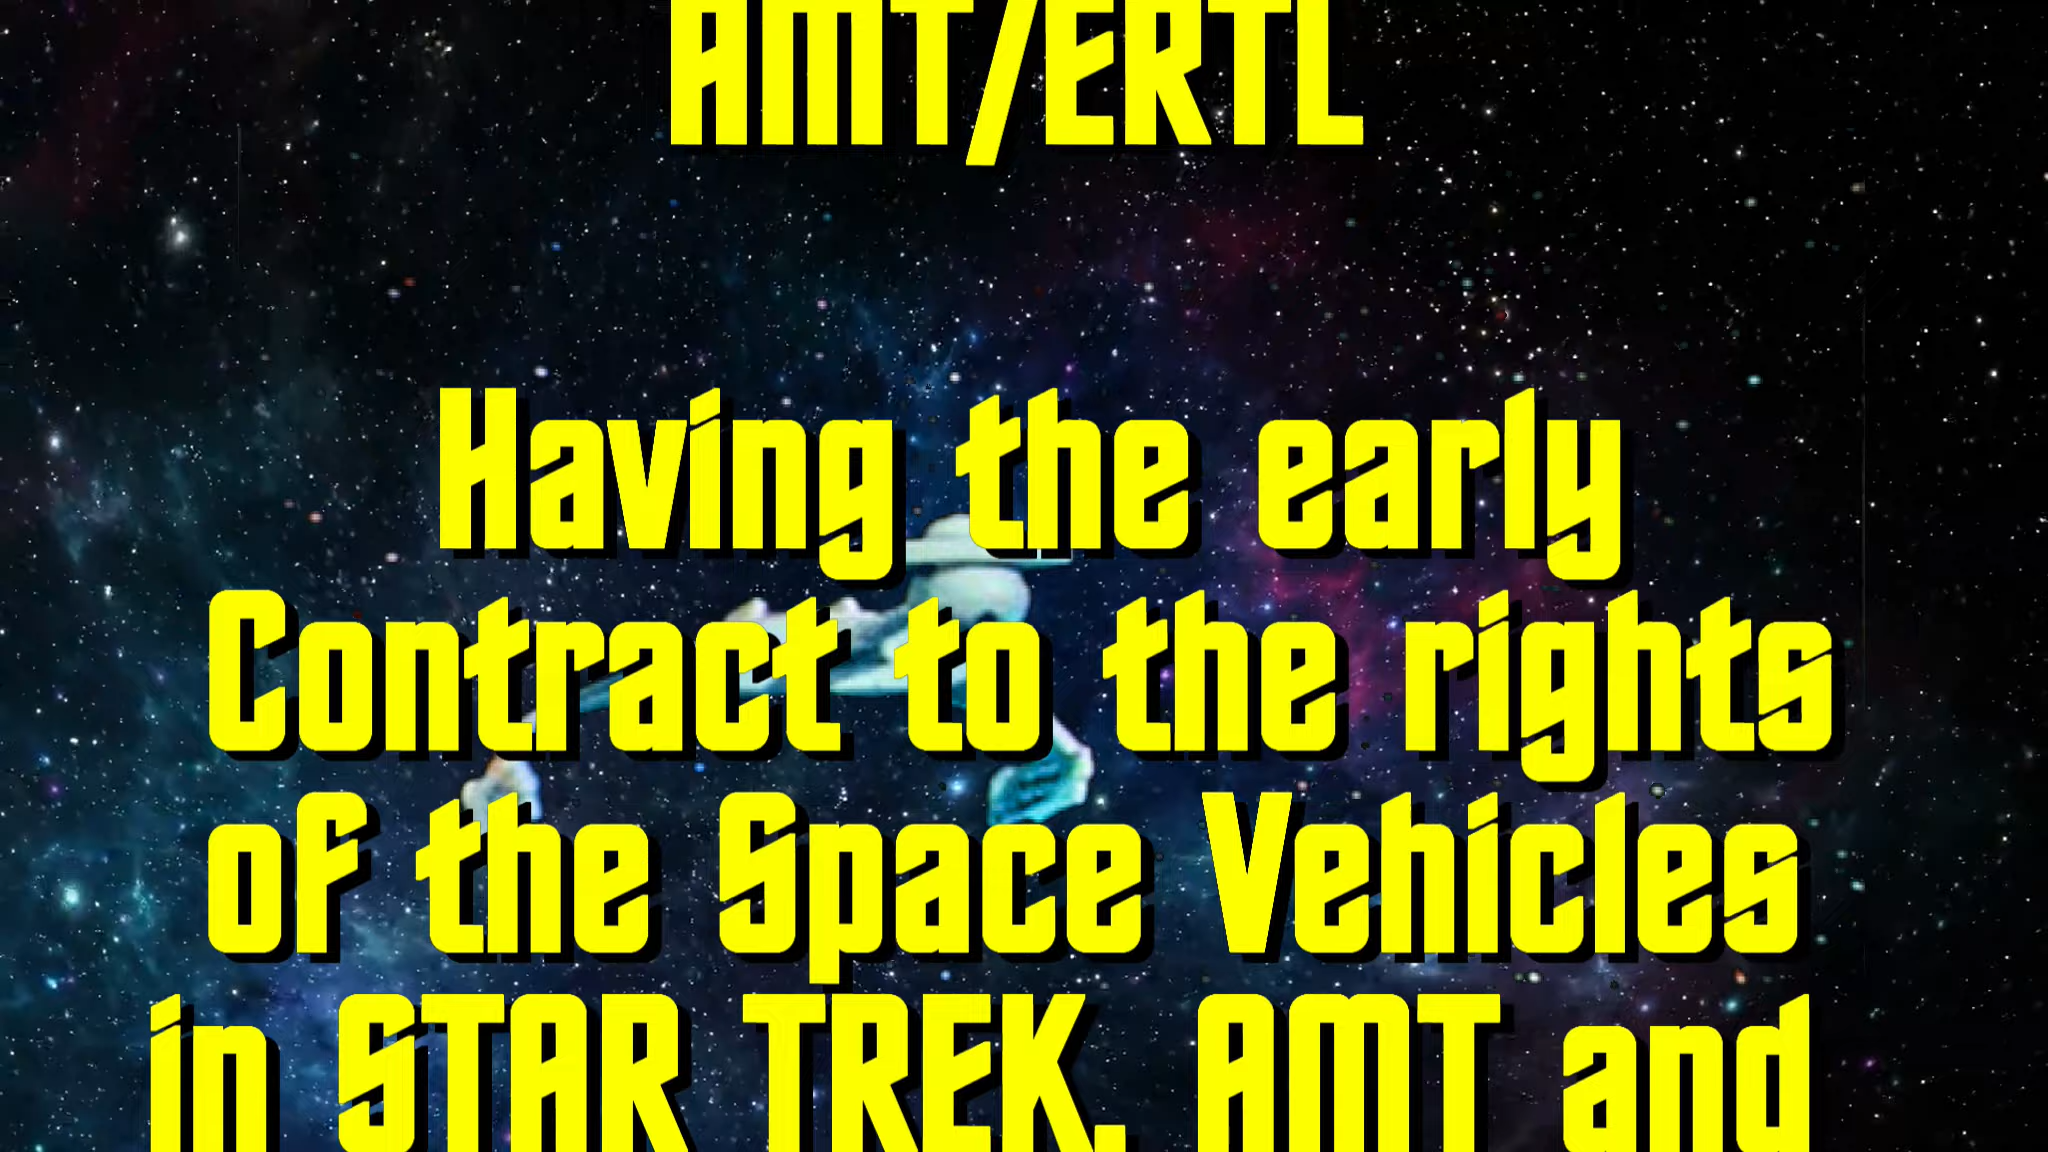 AMT/ERTL
Having the early
Contract to the rights
of the Space Vehicles
in STAR TREK, AMT and